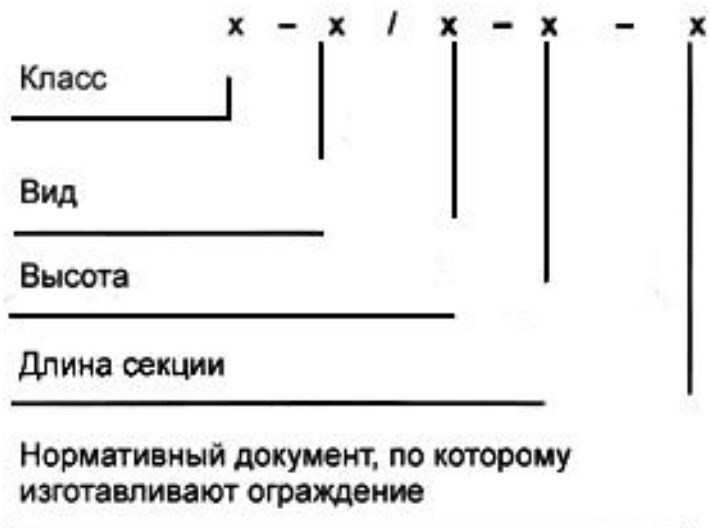 х – х / х – х – х
Класс
Вид
Высота
Длина секции
Нормативный документ, по которому
изготавливают ограждение